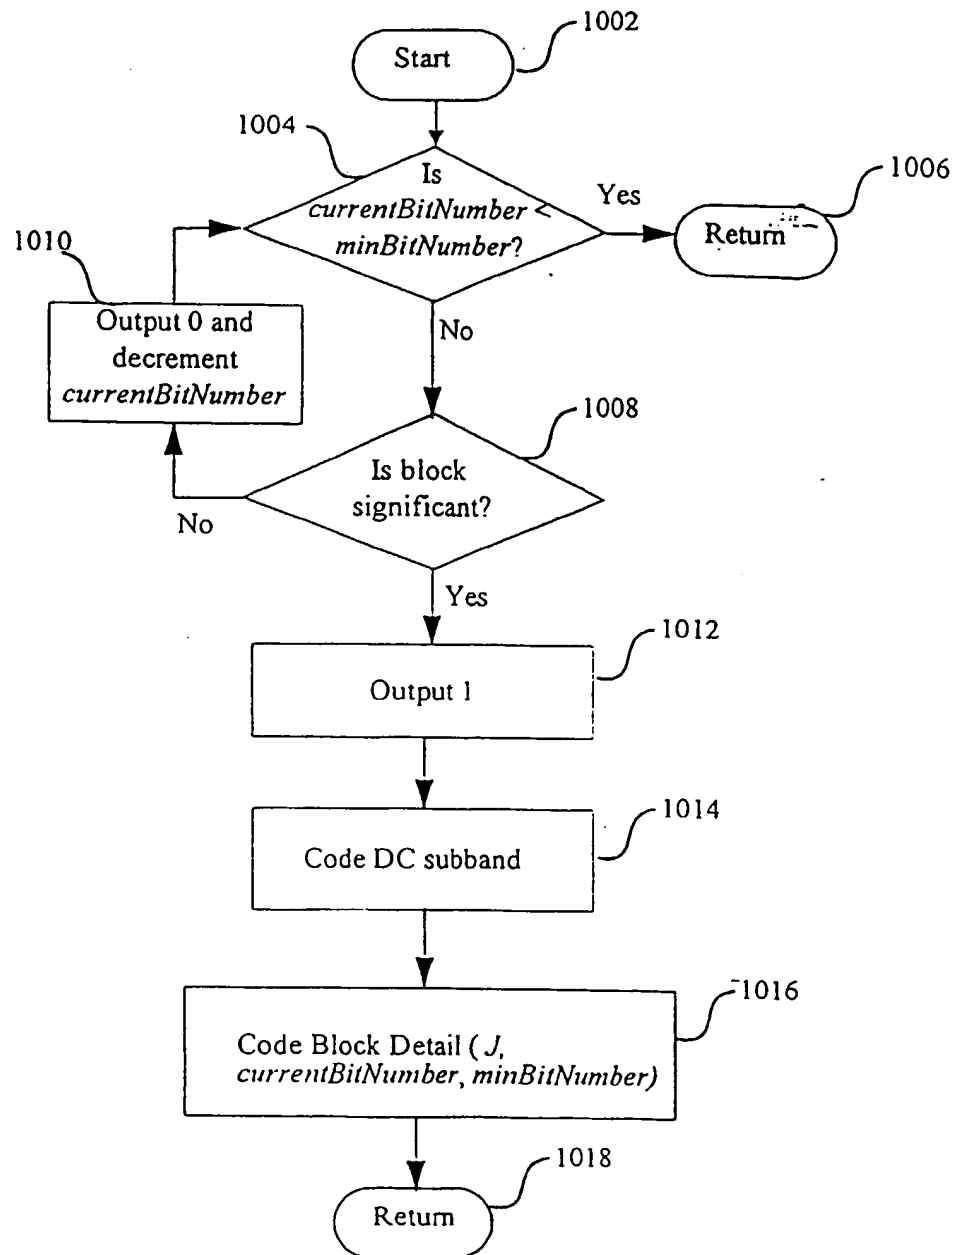 1002
Start
1004
Is
currentBitNumber <
minBitNumber?
Yes
1006
Return
1010
Output 0 and
decrement
currentBitNumber
No
1008
Is block
significant?
No
Yes
1012
Output 1
1014
Code DC subband
1016
Code Block Detail ( J,
currentBitNumber, minBitNumber)
1018
Return